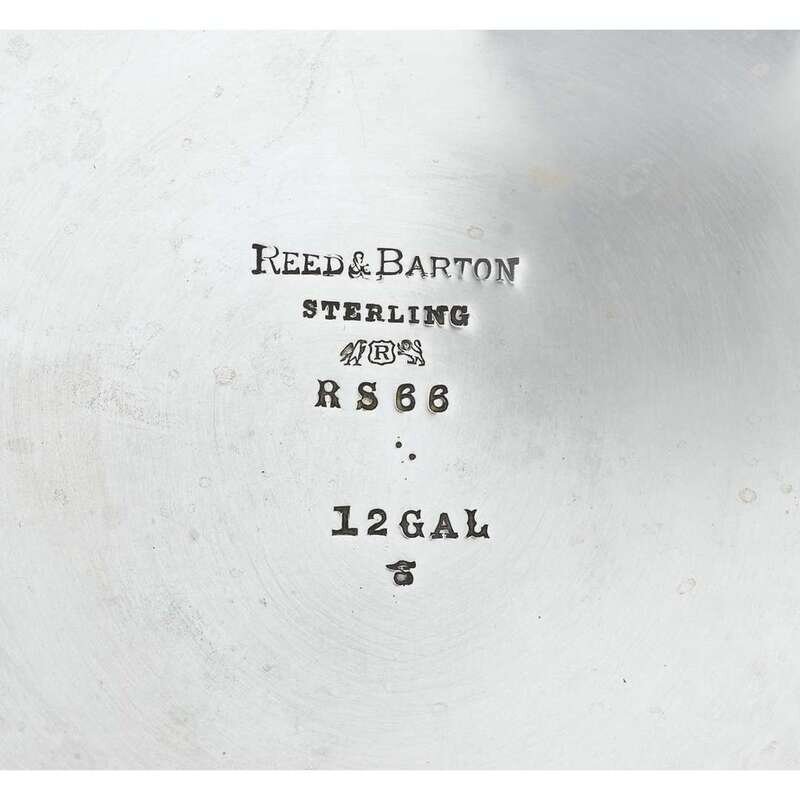 REED & BARTON
STERLING
R
RS66
12GAL